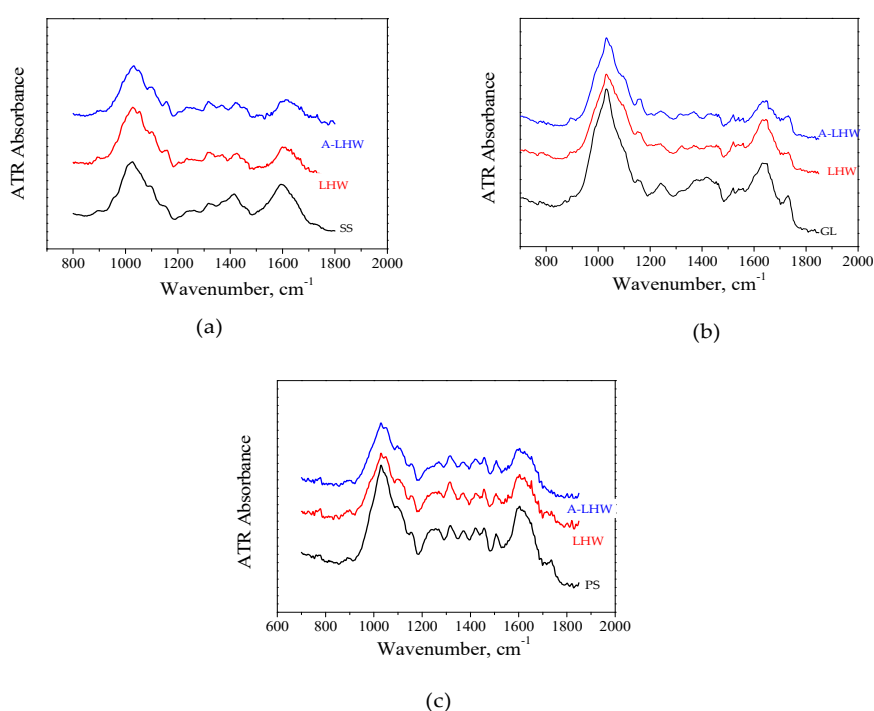 ATR Absorbance
A-LHW
LHW
SS
800 1000 1200 1400 1600 1800 2000
Wavenumber, cm-1
(a)
ATR Absorbance
A-LHW
LHW
GL
800 1000 1200 1400 1600 1800 2000
Wavenumber, cm-1
(b)
ATR Absorbance
A-LHW
LHW
PS
600 800 1000 1200 1400 1600 1800 2000
Wavenumber, cm-1
(c)